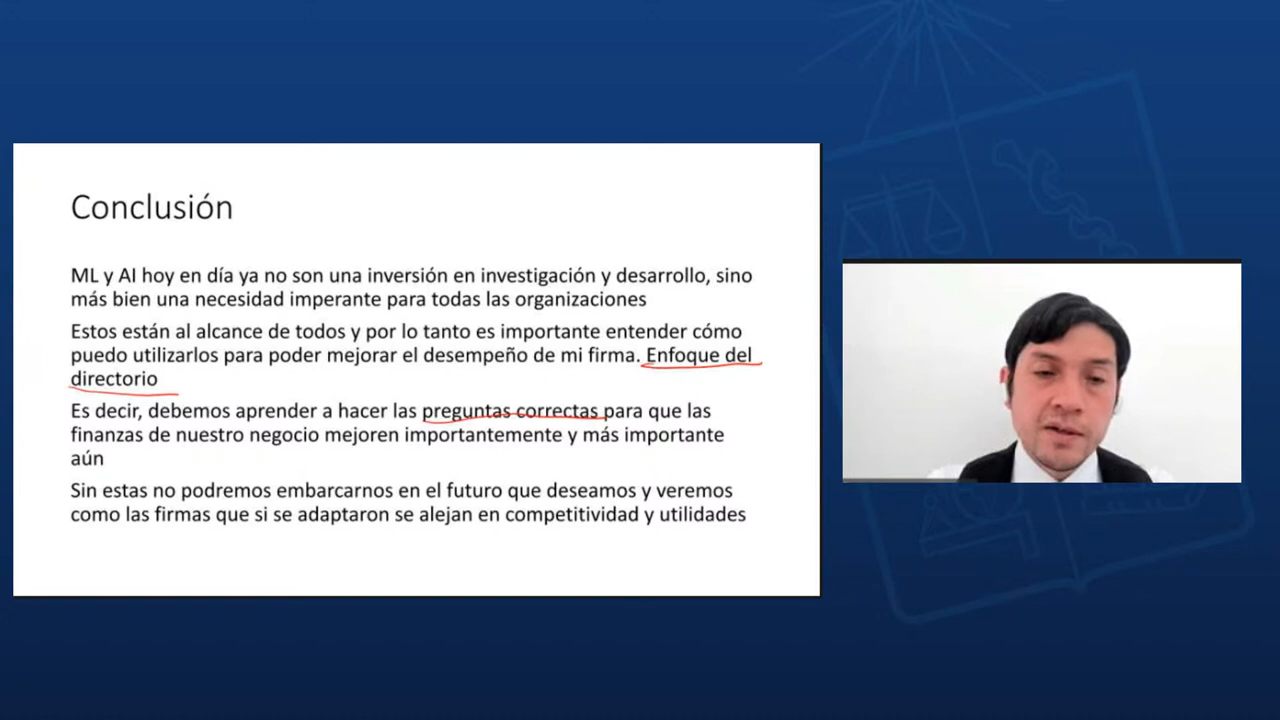 Conclusión
ML y AI hoy en día ya no son una inversión en investigación y desarrollo, sino
más bien una necesidad imperante para todas las organizaciones
Estos están al alcance de todos y por lo tanto es importante entender cómo
puedo utilizarlos para poder mejorar el desempeño de mi firma. Enfoque del
directorio
Es decir, debemos aprender a hacer las preguntas correctas para que las
finanzas de nuestro negocio mejoren importantemente y más importante
aún
Sin estas no podremos embarcarnos en el futuro que deseamos y veremos
como las firmas que si se adaptaron se alejan en competitividad y utilidades